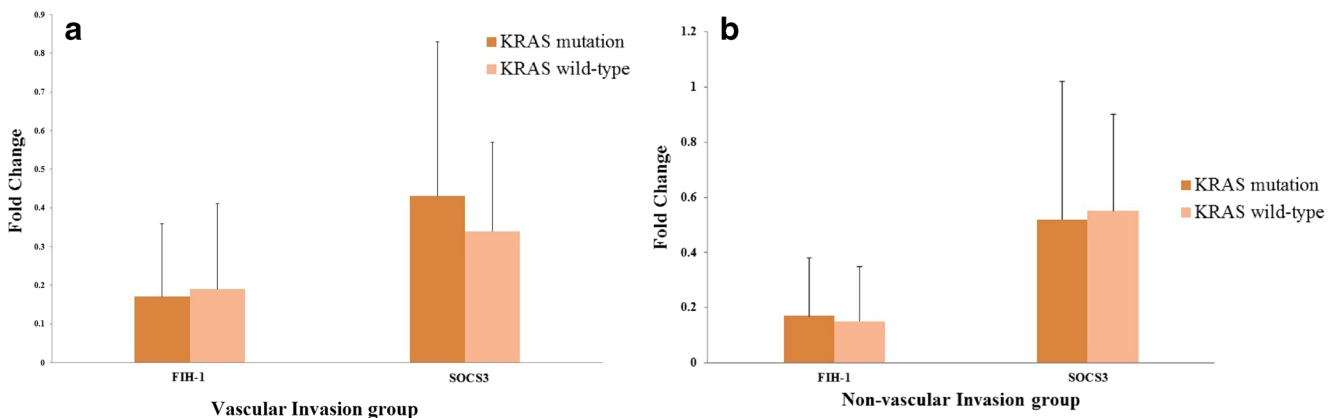 a
KRAS mutation
KRAS wild-type
Fold Change
0.9
0.8
0.7
0.6
0.5
0.4
0.3
0.2
0.1
0
FIH-1
SOCS3
Vascular Invasion group
b
KRAS mutation
KRAS wild-type
Fold Change
1.2
1
0.8
0.6
0.4
0.2
0
FIH-1
SOCS3
Non-vascular Invasion group